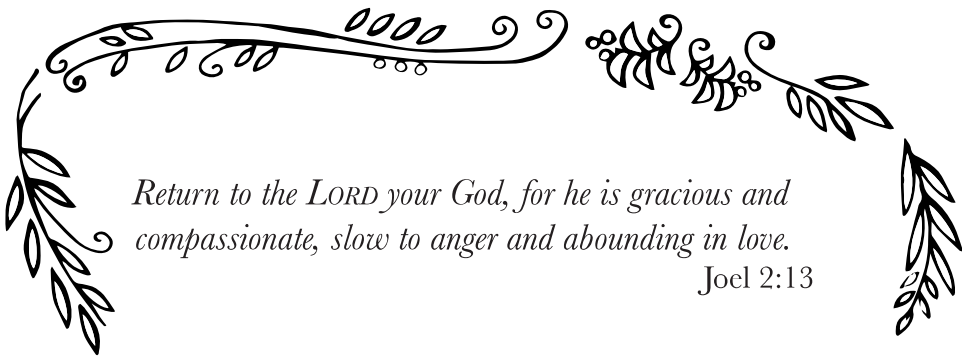 Return to the LORD your God, for he is gracious and
compassionate, slow to anger and abounding in love.
Joel 2:13